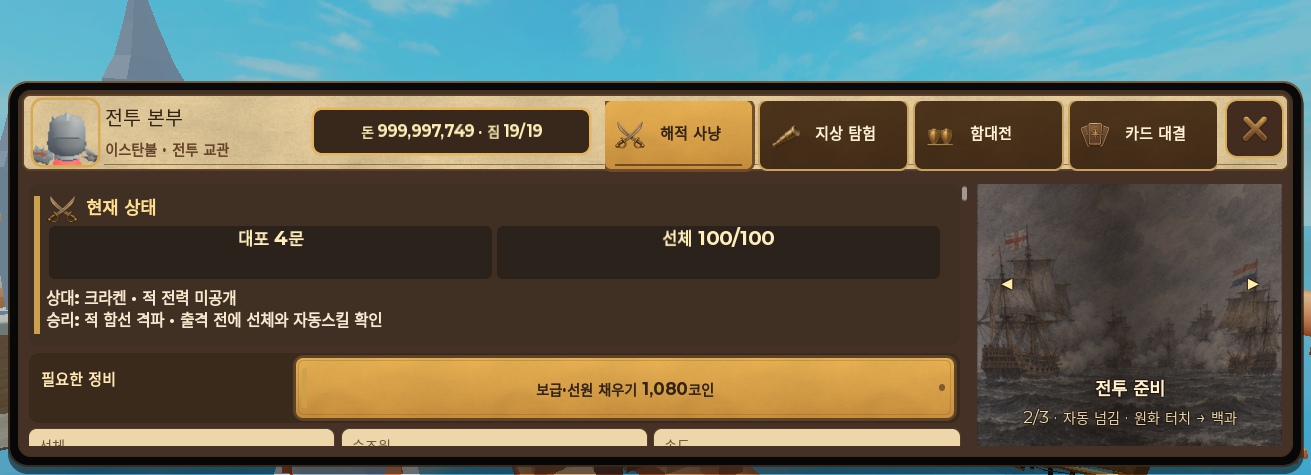 전투 본부
이스탄불 • 전투 교관
돈 999,997,749 · 짐 19/19
해적 사냥
지상 탐험
함대전
카드 대결
현재 상태
대포 4문
선체 100/100
상대: 크라켄 • 적 전력 미공개
승리: 적 함선 격파 • 출격 전에 선체와 자동스킬 확인
필요한 정비
보급·선원 채우기 1,080코인
전투 준비
2/3 · 자동 넘김 · 원화 터치 → 백과
선체
속도